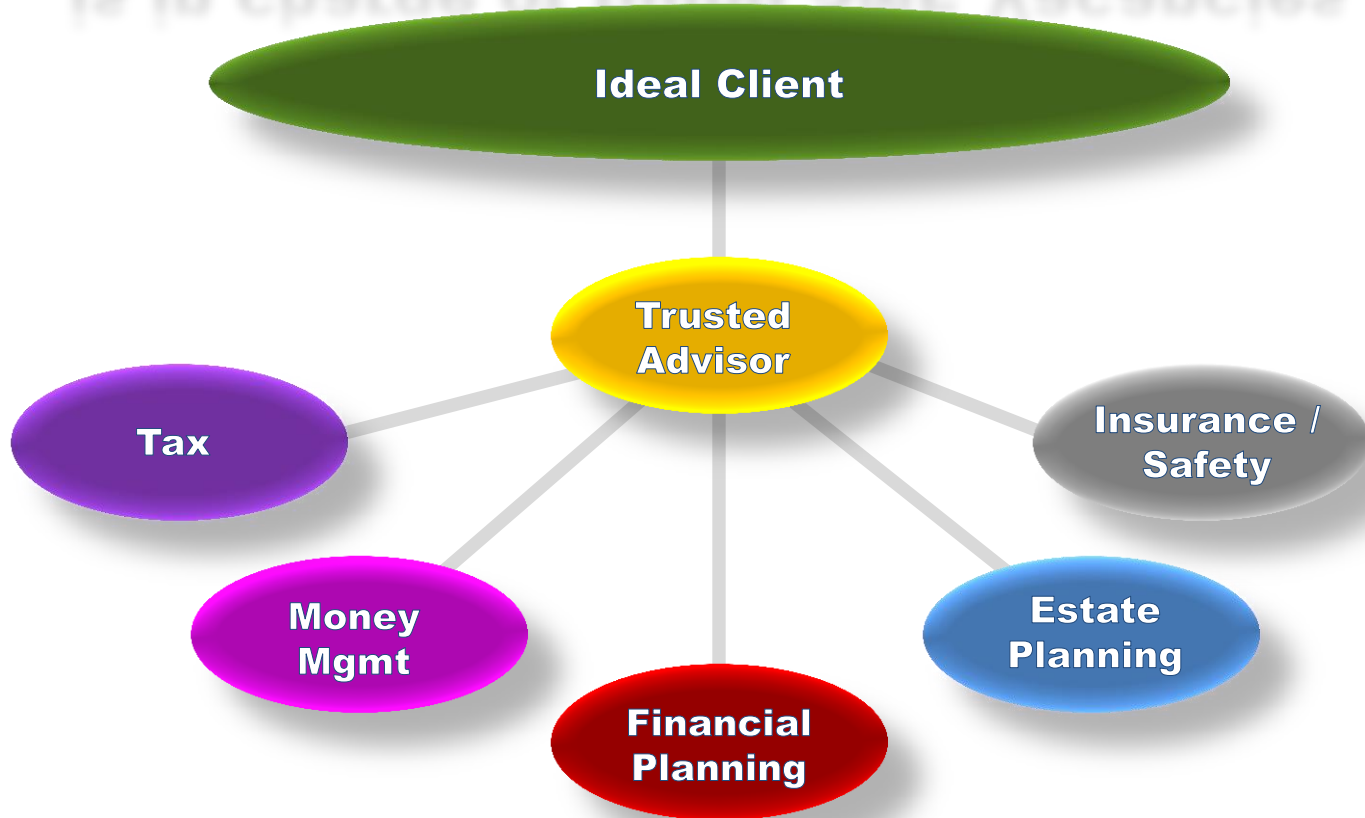 Ideal Client
Trusted
Advisor
Tax
Insurance /
Safety
Money
Mgmt
Estate
Planning
Financial
Planning